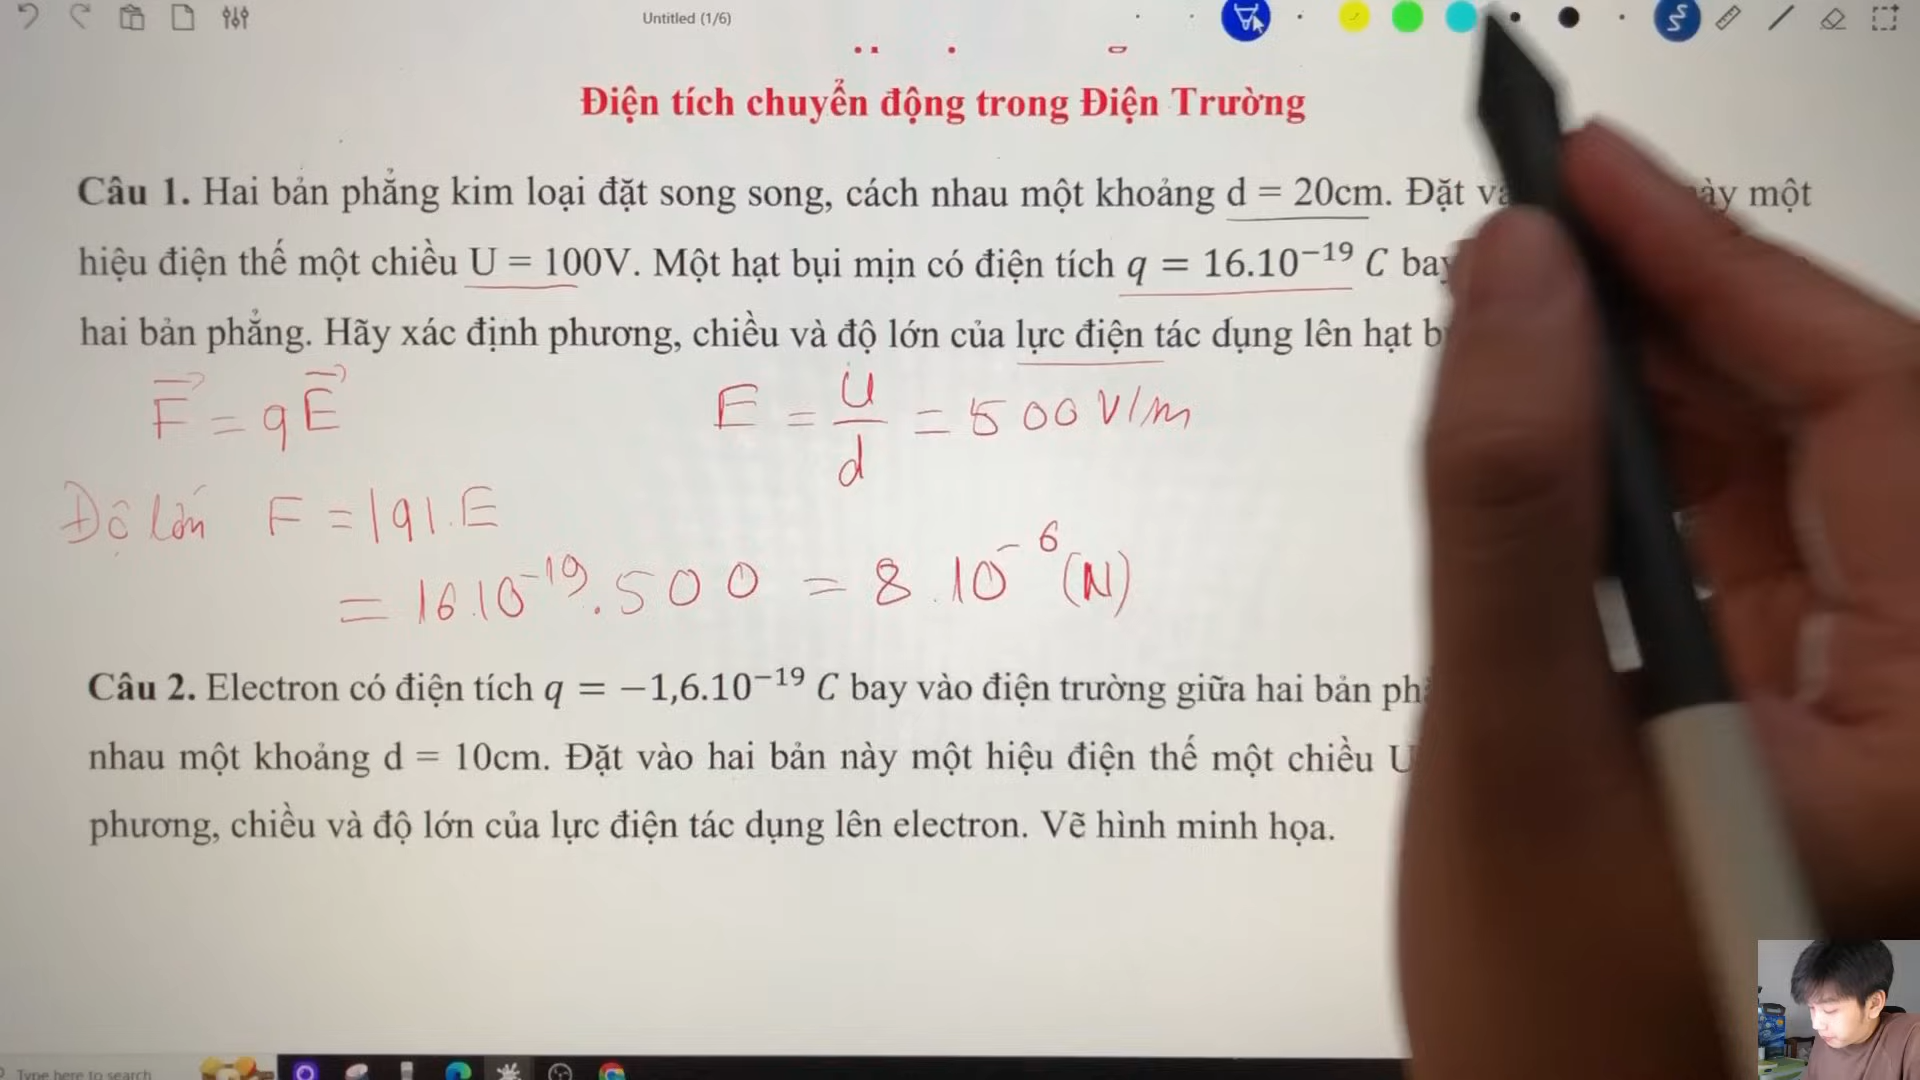 Untitled (1/6)
Điện tích chuyển động trong Điện Trường
Câu 1. Hai bản phẳng kim loại đặt song song, cách nhau một khoảng d = 20cm. Đặt một
hiệu điện thế một chiều U = 100V. Một hạt bụi mịn có điện tích q = 16.10⁻¹⁹ C bay
hai bản phẳng. Hãy xác định phương, chiều và độ lớn của lực điện tác dụng lên hạt
F⃗ = qE⃗
E = U/d = 500 V/m
Độ lớn F = |q|.E
= 16.10⁻¹⁹.500 = 8.10⁻⁶ (N)
Câu 2. Electron có điện tích q = −1,6.10⁻¹⁹ C bay vào điện trường giữa hai bản
nhau một khoảng d = 10cm. Đặt vào hai bản này một hiệu điện thế một chiều U
phương, chiều và độ lớn của lực điện tác dụng lên electron. Vẽ hình minh họa.
Type here to search